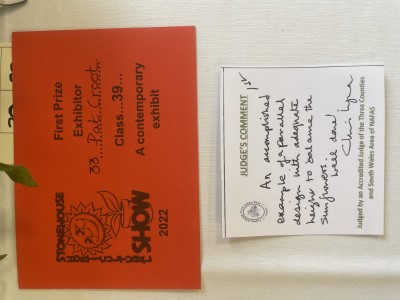 First Prize
Exhibitor
33....Pat Croot
Class...39...
A contemporary
exhibit
STONEHOUSE
SHOW
2022
JUDGE'S COMMENT
1st
An accomplished
example of a parallel
design with adequate
height to balance the
sunflowers.
Well done!
Judged by an Accredited Judge of the Three Counties
and South Wales Area of NAFAS